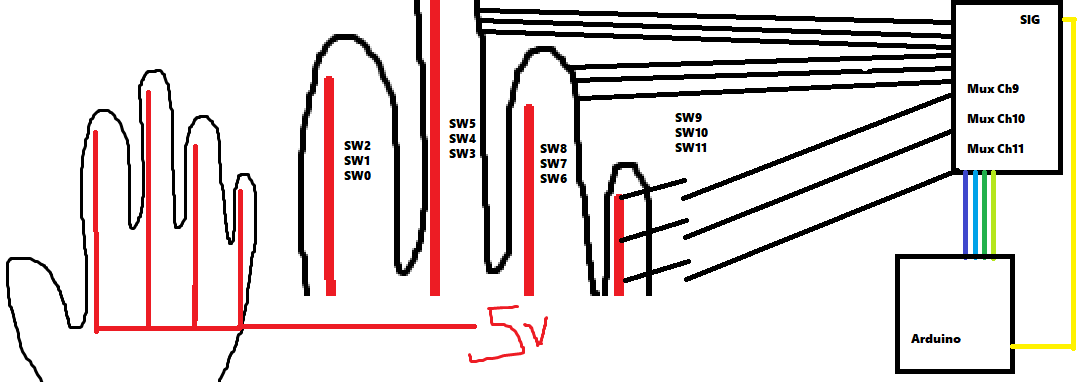 SIG
SW2
SW1
SW0
SW5
SW4
SW3
SW8
SW7
SW6
SW9
SW10
SW11
Mux Ch9
Mux Ch10
Mux Ch11
5v
Arduino